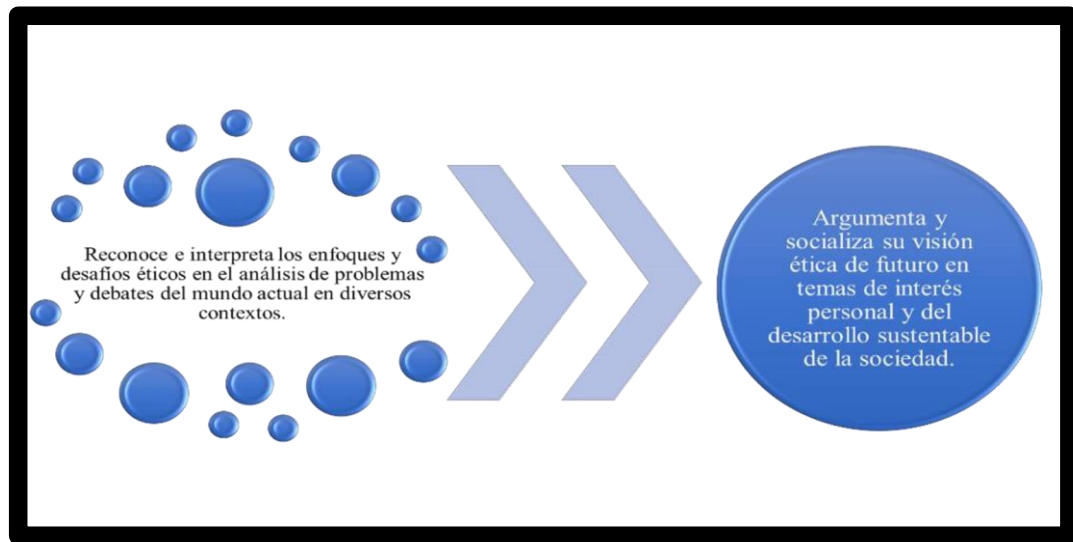 Reconoce e interpreta los enfoques y
desafíos éticos en el análisis de problemas
y debates del mundo actual en diversos
contextos.
Argumenta y
socializa su visión
ética de futuro en
temas de interés
personal y del
desarrollo sustentable
de la sociedad.